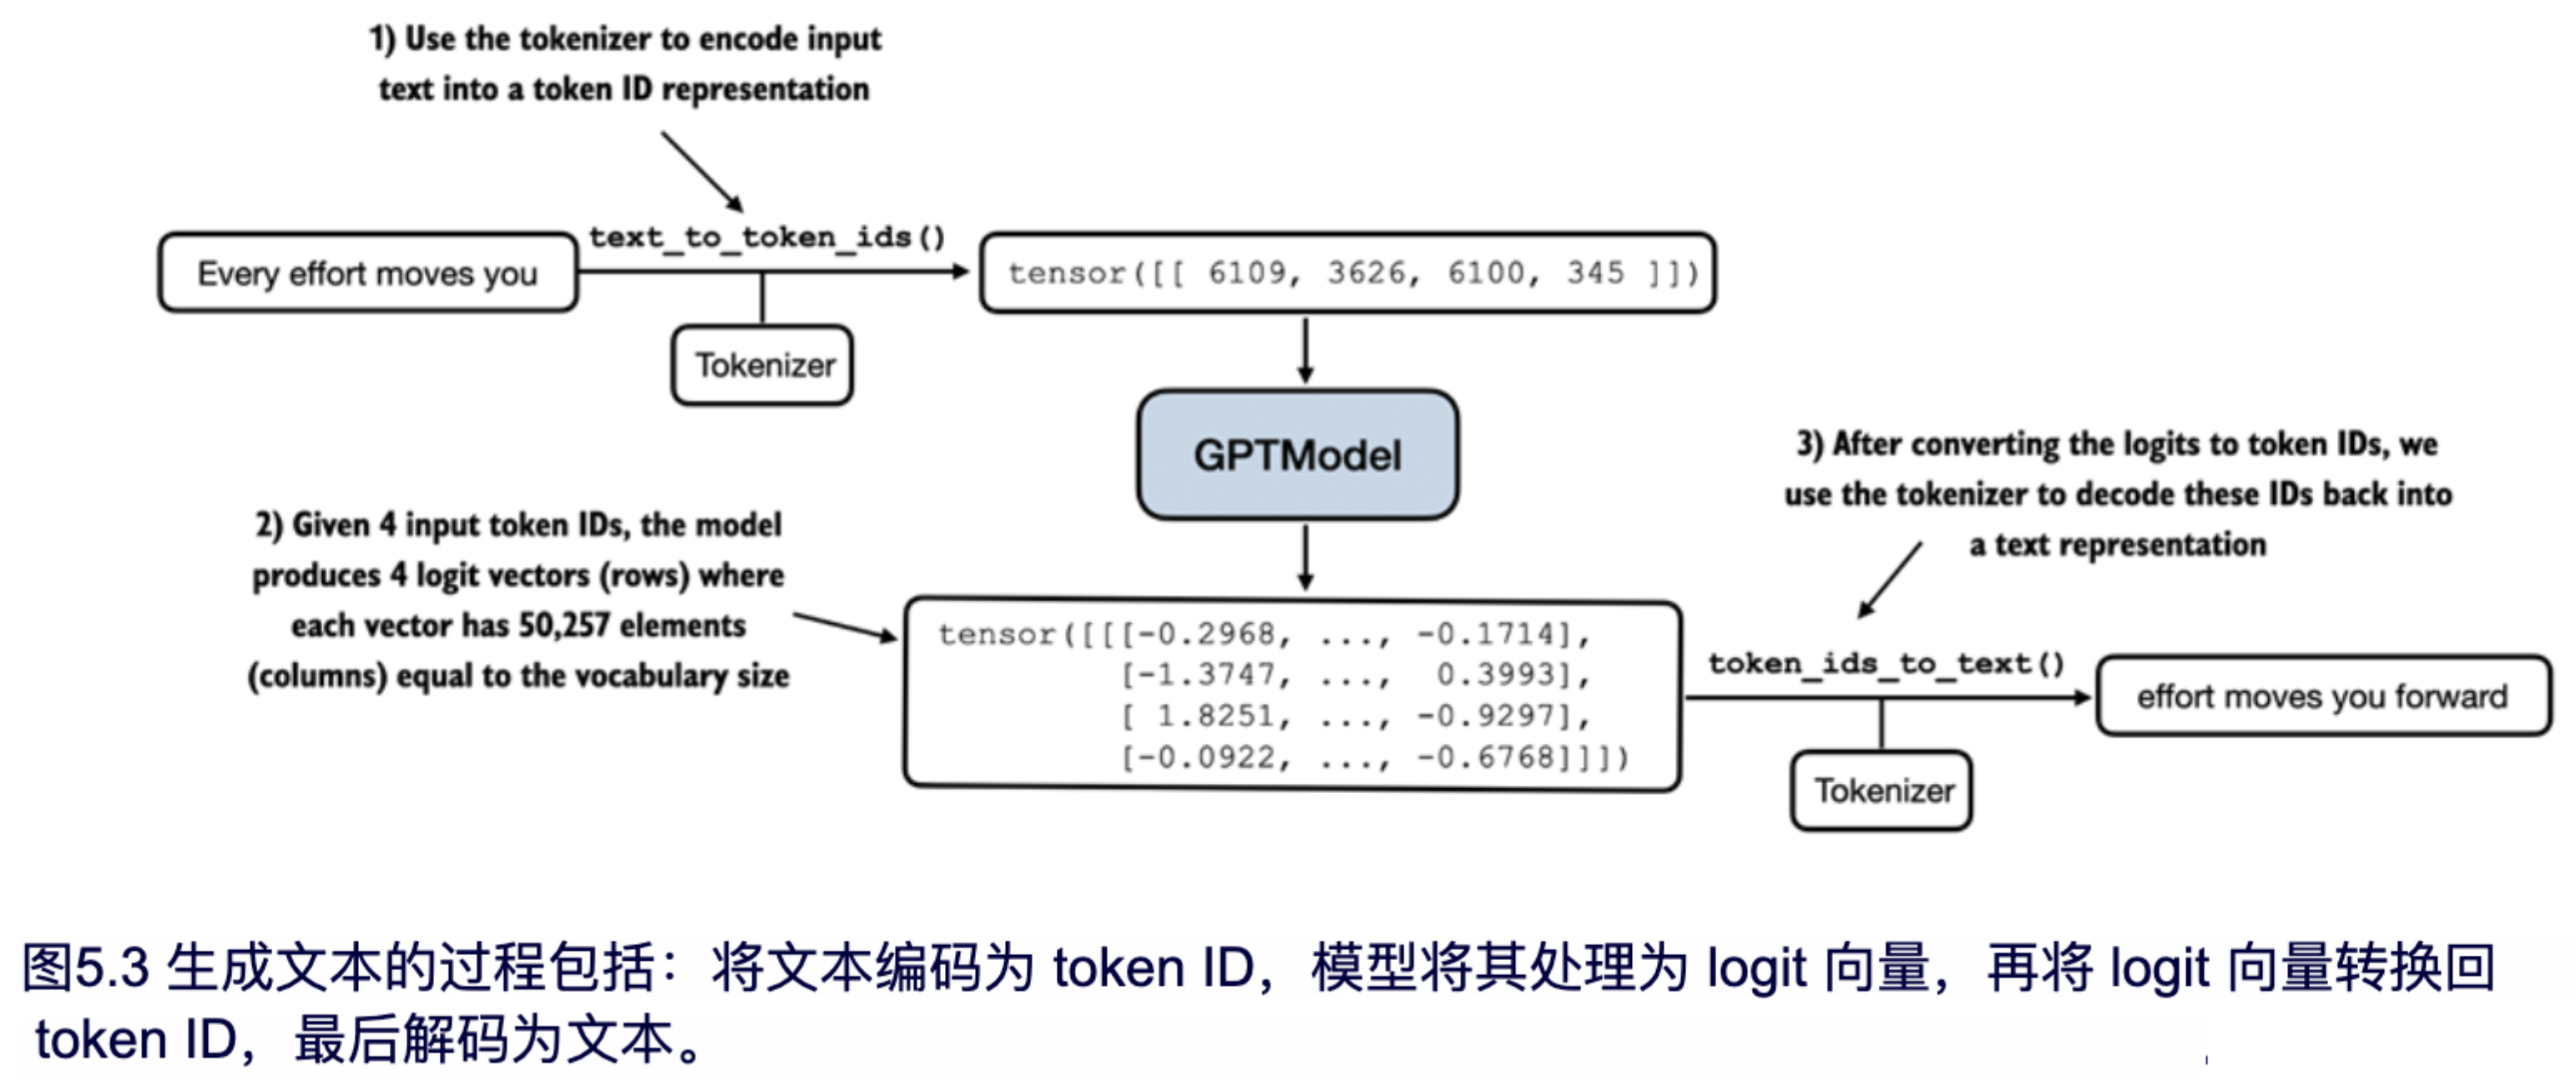 1) Use the tokenizer to encode input
text into a token ID representation
text_to_token_ids()
Every effort moves you
tensor([[ 6109, 3626, 6100, 345 ]])
Tokenizer
GPTModel
2) Given 4 input token IDs, the model
produces 4 logit vectors (rows) where
each vector has 50,257 elements
(columns) equal to the vocabulary size
tensor([[[-0.2968, ..., -0.1714],
[-1.3747, ..., 0.3993],
[ 1.8251, ..., -0.9297],
[-0.0922, ..., -0.6768]]])
3) After converting the logits to token IDs, we
use the tokenizer to decode these IDs back into
a text representation
token_ids_to_text()
effort moves you forward
Tokenizer
图5.3 生成文本的过程包括：将文本编码为 token ID，模型将其处理为 logit 向量，再将 logit 向量转换回
token ID，最后解码为文本。